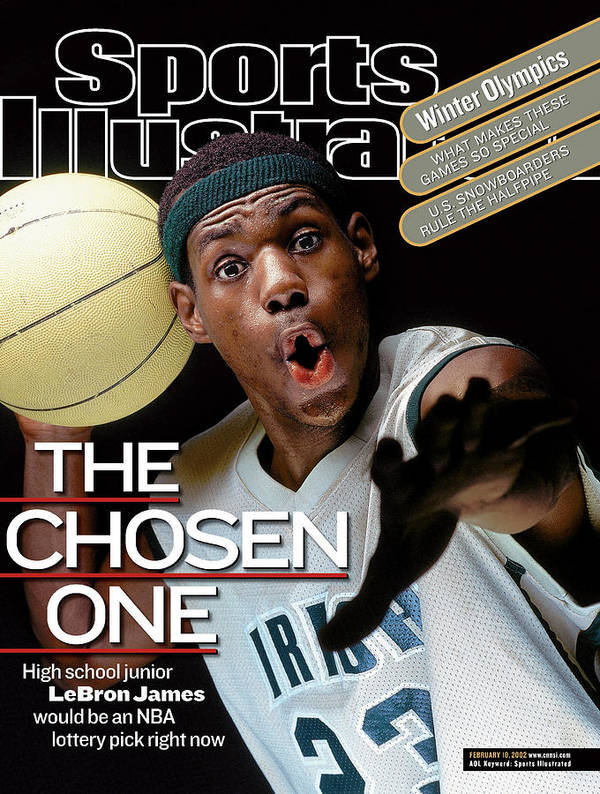 Sports
Illustra
Winter Olympics
WHAT MAKES THESE
GAMES SO SPECIAL
U.S. SNOWBOARDERS
RULE THE HALFPIPE
THE
CHOSEN
ONE
High school junior
LeBron James
would be an NBA
lottery pick right now
IRISH
23
FEBRUARY 18, 2002 www.cnnsi.com
AOL Keyword: Sports Illustrated